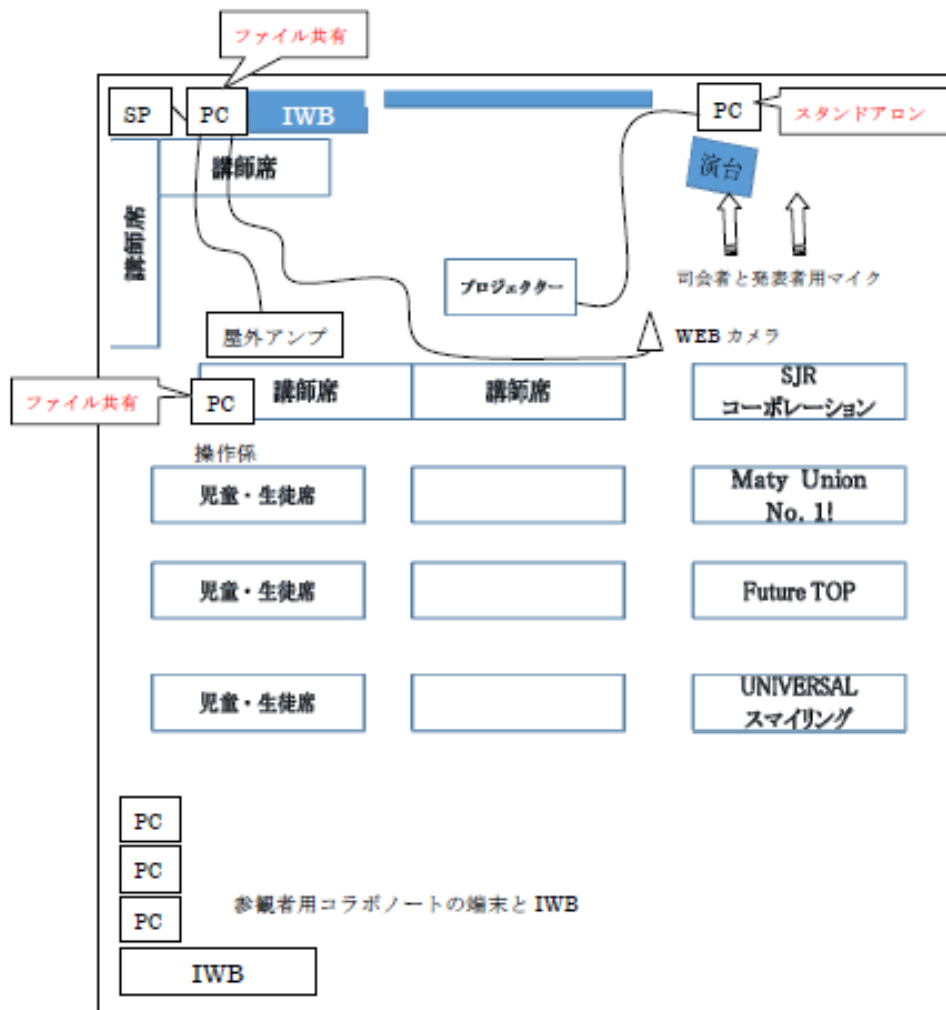 ファイル共有
SP
PC
IWB
PC
スタンドアロン
講師席
演台
講師席
プロジェクター
司会者と発表者用マイク
屋外アンプ
WEB カメラ
ファイル共有
PC
講師席
講師席
SJR
コーポレーション
操作係
児童・生徒席
Maty Union
No. 1!
児童・生徒席
Future TOP
児童・生徒席
UNIVERSAL
スマイリング
PC
PC
PC
参観者用コラボノートの端末と IWB
IWB